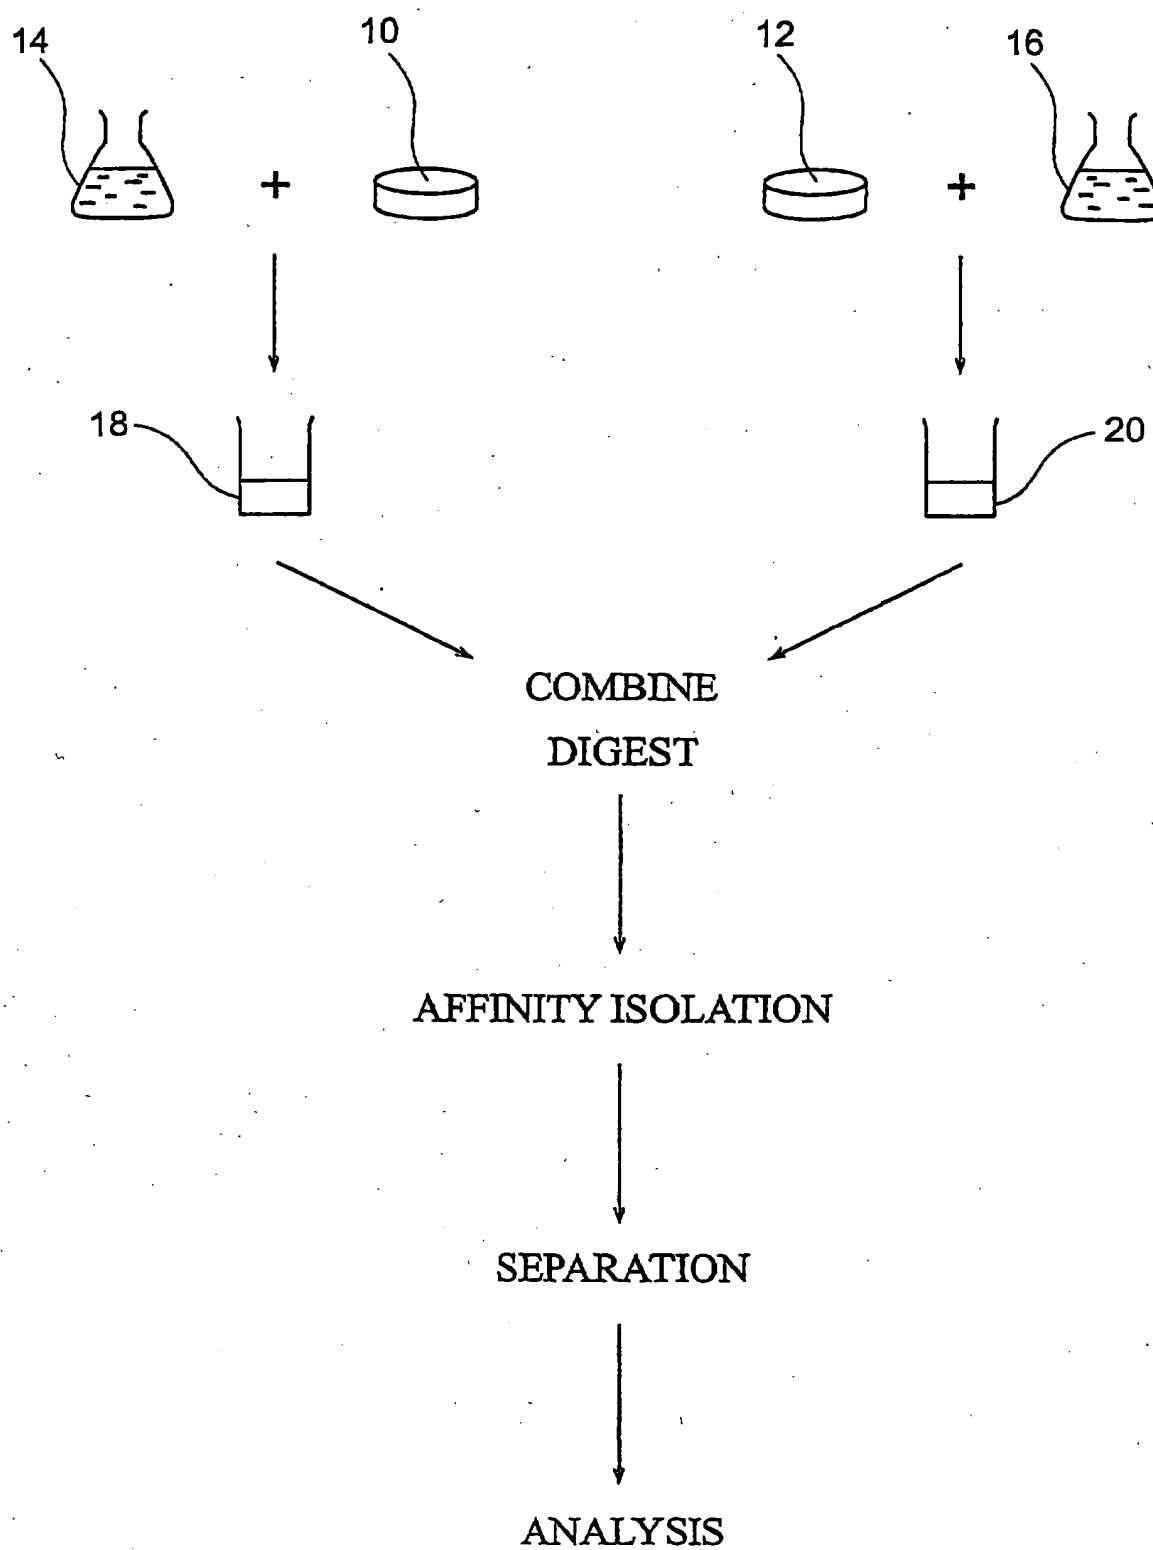 14
10
12
16
+
+
18
20
COMBINE
DIGEST
AFFINITY ISOLATION
SEPARATION
ANALYSIS